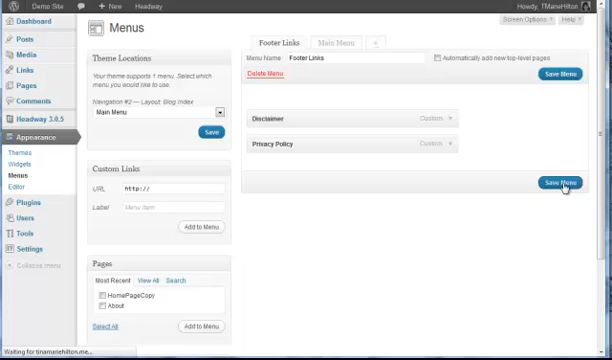 Demo Site + New Headway Howdy, TManeHilton
Dashboard
Posts
Media
Links
Pages
Comments
Headway 3.0.5
Appearance
Themes
Widgets
Menus
Editor
Plugins
Users
Tools
Settings
Collapse menu
Menus
Screen Options Help
Theme Locations
Your theme supports 1 menu. Select which
menu you would like to use.
Navigation #2 — Layout: Blog Index
Main Menu
Save
Custom Links
URL http://
Label Menu Item
Add to Menu
Pages
Most Recent View All Search
HomePageCopy
About
Select All Add to Menu
Footer Links Main Menu +
Menu Name Footer Links Automatically add new top-level pages
Delete Menu Save Menu
Disclaimer Custom
Privacy Policy Custom
Save Menu
Waiting for tinamariehilton.me...